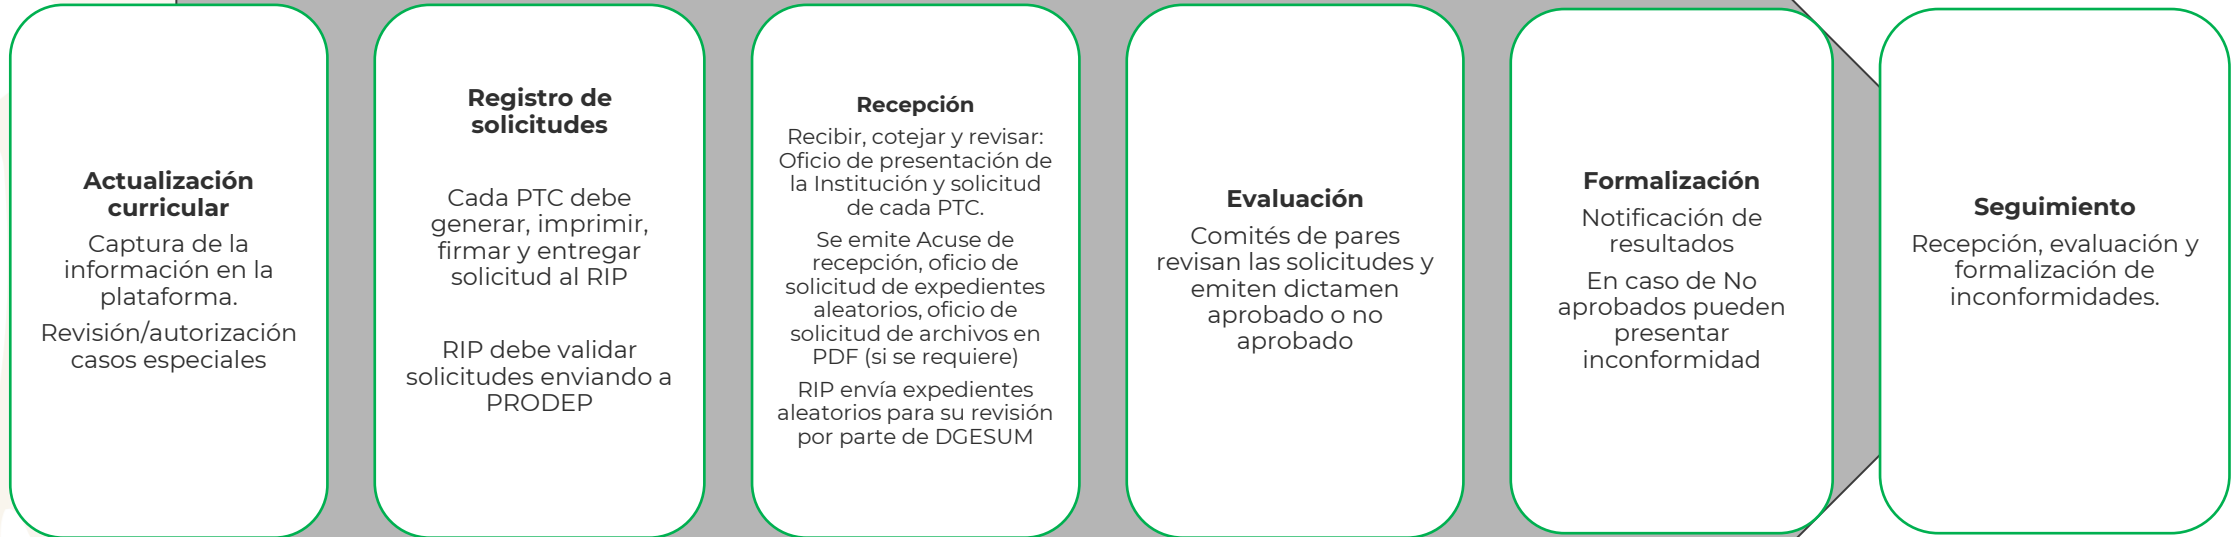 Actualización
curricular
Captura de la
información en la
plataforma.
Revisión/autorización
casos especiales
Registro de
solicitudes
Cada PTC debe
generar, imprimir,
firmar y entregar
solicitud al RIP
RIP debe validar
solicitudes enviando a
PRODEP
Recepción
Recibir, cotejar y revisar:
Oficio de presentación de
la Institución y solicitud
de cada PTC.
Se emite Acuse de
recepción, oficio de
solicitud de expedientes
aleatorios, oficio de
solicitud de archivos en
PDF (si se requiere)
RIP envía expedientes
aleatorios para su revisión
por parte de DGESUM
Evaluación
Comités de pares
revisan las solicitudes y
emiten dictamen
aprobado o no
aprobado
Formalización
Notificación de
resultados
En caso de No
aprobados pueden
presentar
inconformidad
Seguimiento
Recepción, evaluación y
formalización de
inconformidades.